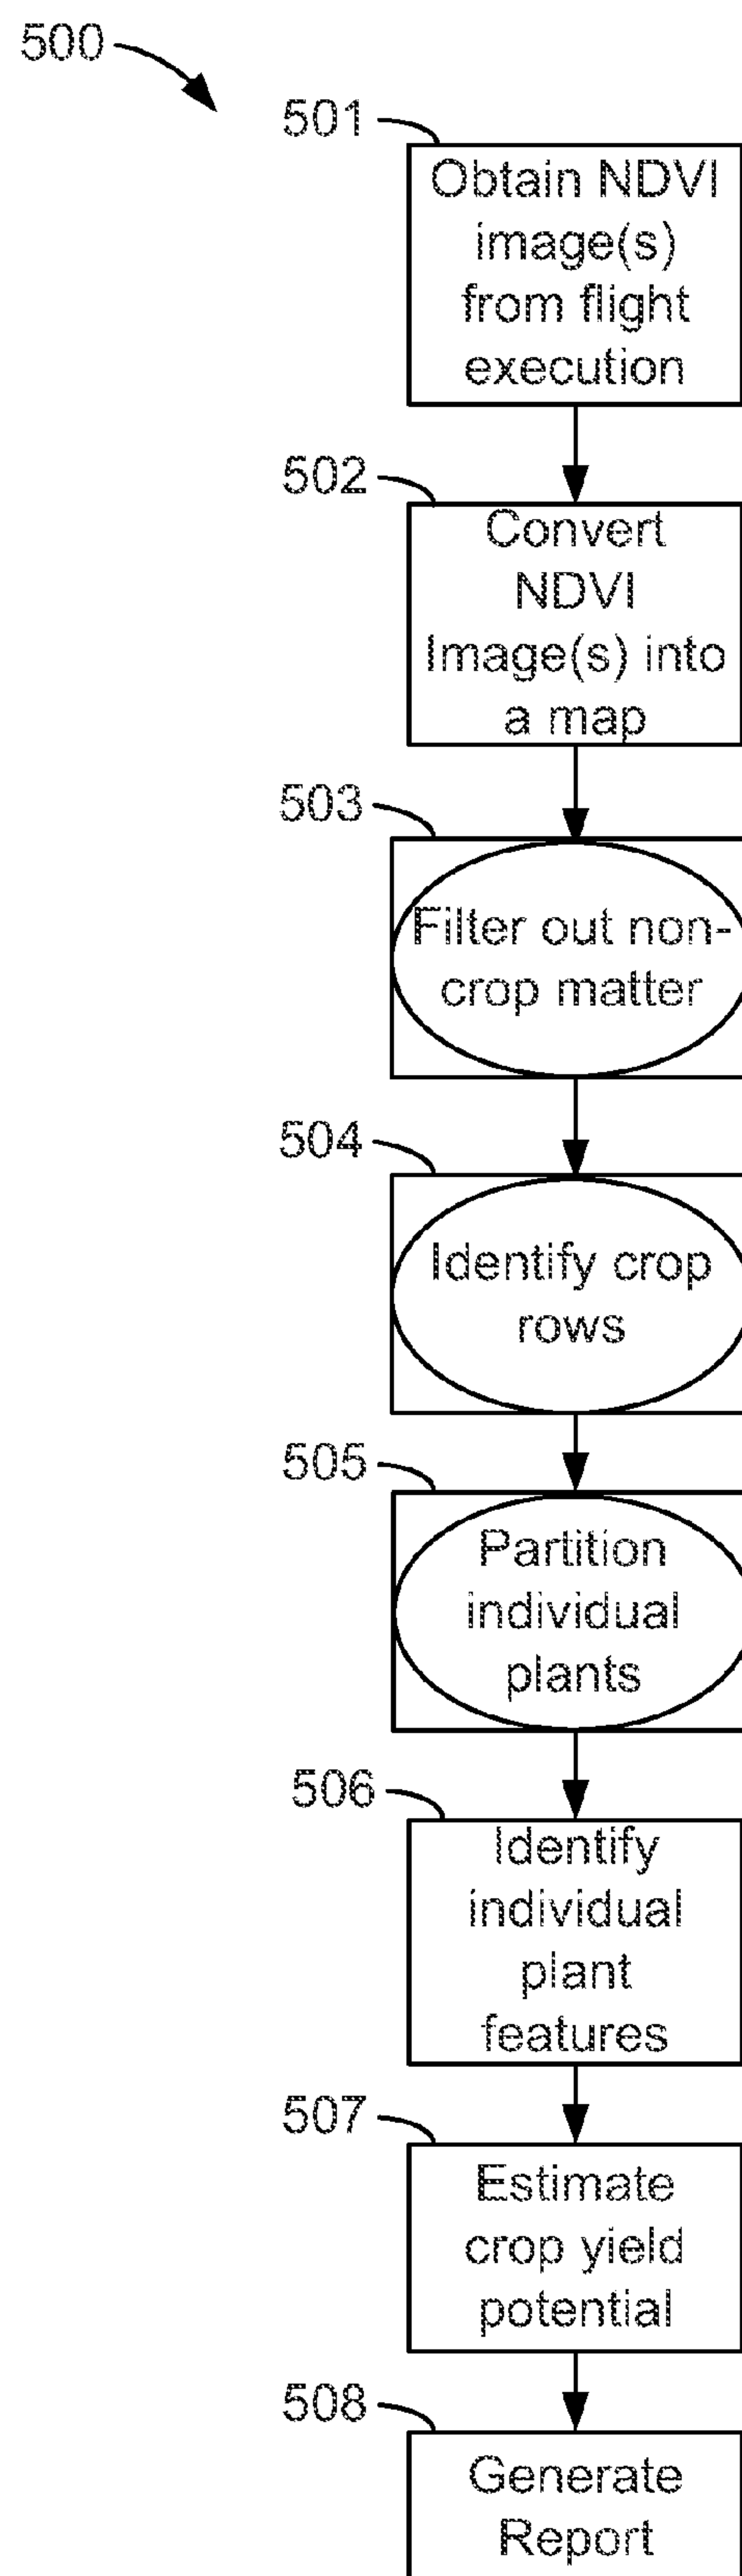 500
501
Obtain NDVI
image(s)
from flight
execution
502
Convert
NDVI
Image(s) into
a map
503
Filter out non-
crop matter
504
Identify crop
rows
505
Partition
individual
plants
506
Identify
individual
plant
features
507
Estimate
crop yield
potential
508
Generate
Report